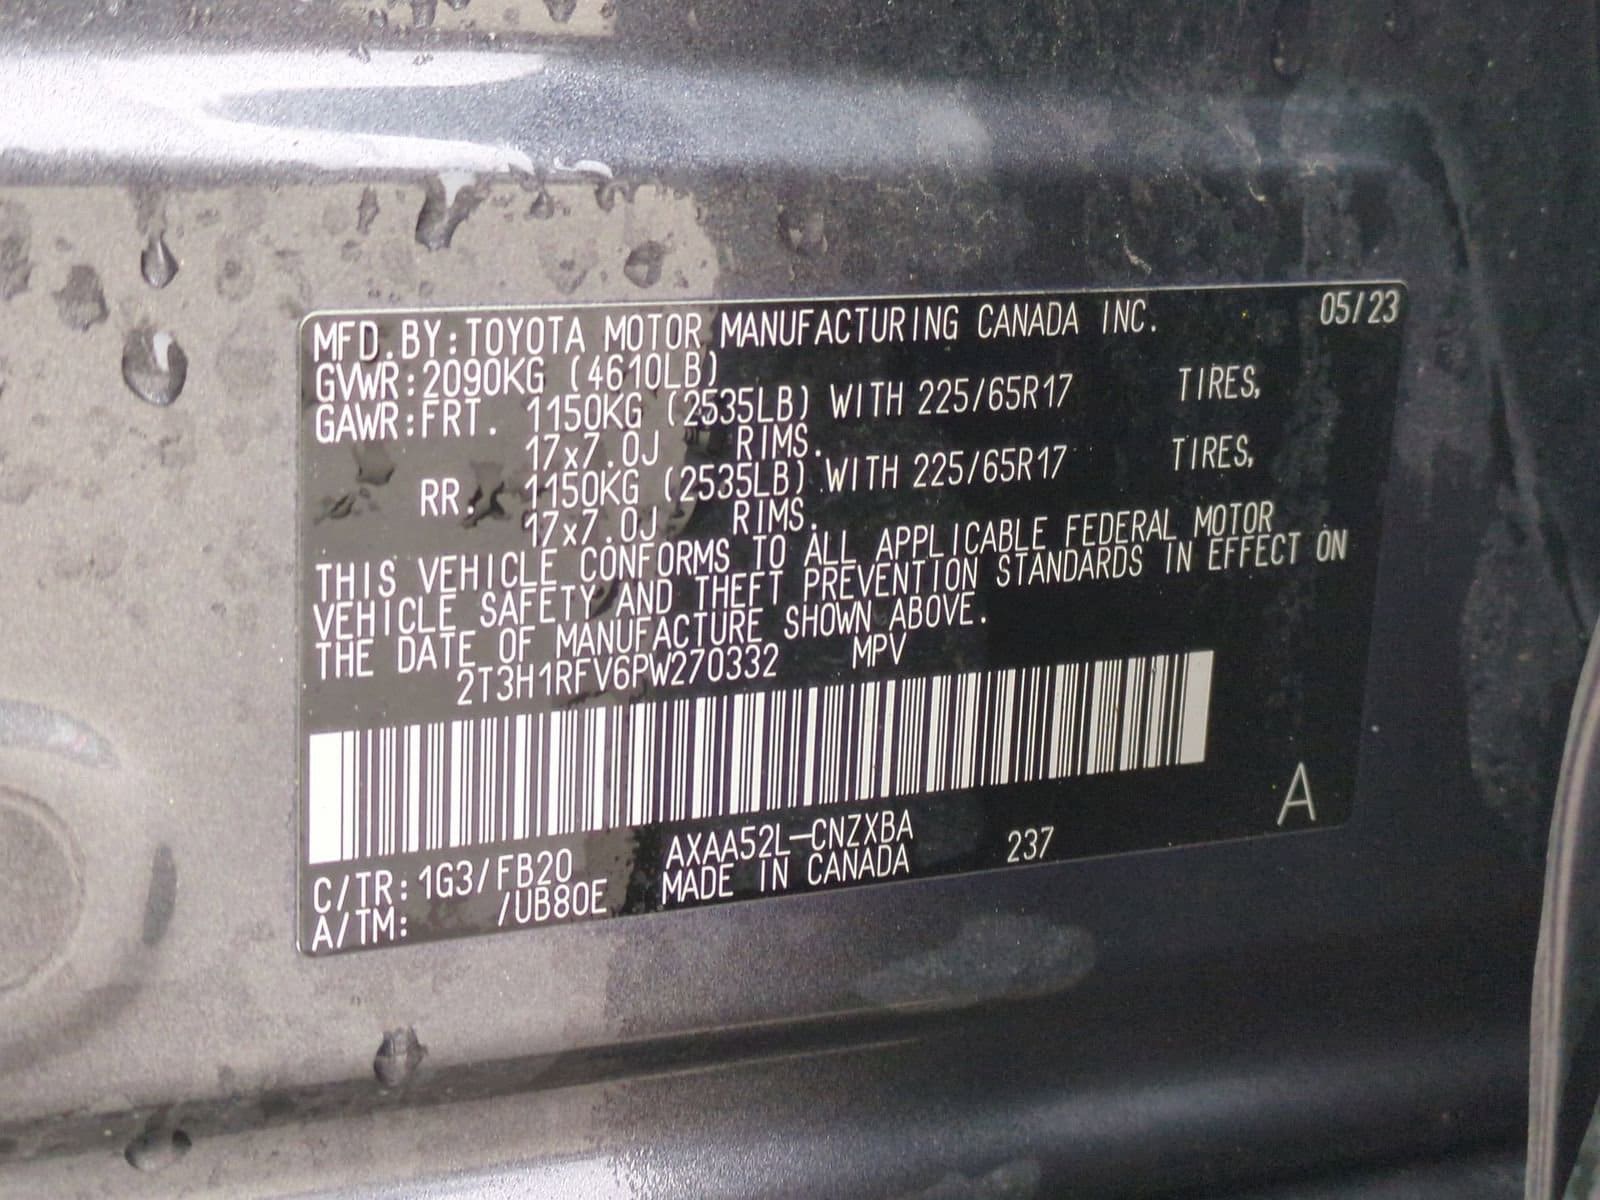 MFD.BY:TOYOTA MOTOR MANUFACTURING CANADA INC. 05/23
GVWR:2090KG (4610LB)
GAWR:FRT. 1150KG (2535LB) WITH 225/65R17 TIRES,
17x7.0J RIMS.
RR. 1150KG (2535LB) WITH 225/65R17 TIRES,
17x7.0J RIMS.
THIS VEHICLE CONFORMS TO ALL APPLICABLE FEDERAL MOTOR
VEHICLE SAFETY AND THEFT PREVENTION STANDARDS IN EFFECT ON
THE DATE OF MANUFACTURE SHOWN ABOVE.
2T3H1RFV6PW270332 MPV
A
C/TR:1G3/FB20 AXAA52L-CNZXBA 237
A/TM: /UB80E MADE IN CANADA